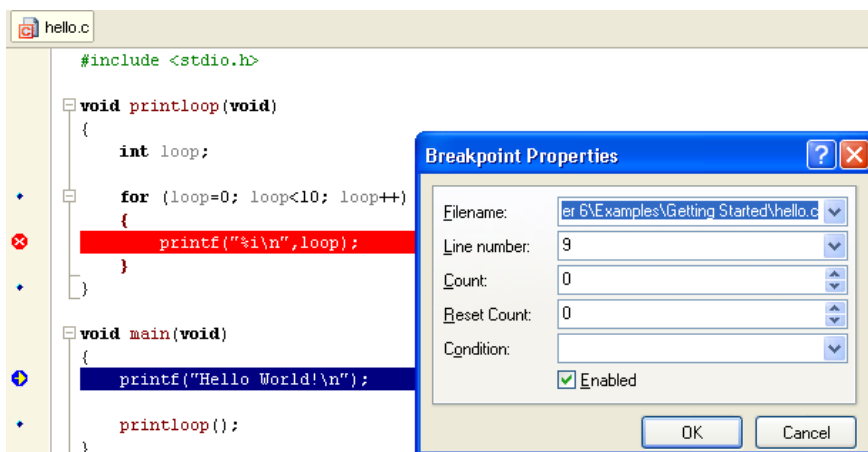 hello.c
#include <stdio.h>
void printloop(void)
{
int loop;
for (loop=0; loop<10; loop++)
{
printf("%i\n",loop);
}
}
void main(void)
{
printf("Hello World!\n");
printloop();
}
Breakpoint Properties
Filename: er 6\Examples\Getting Started\hello.c
Line number: 9
Count: 0
Reset Count: 0
Condition:
Enabled
OK Cancel